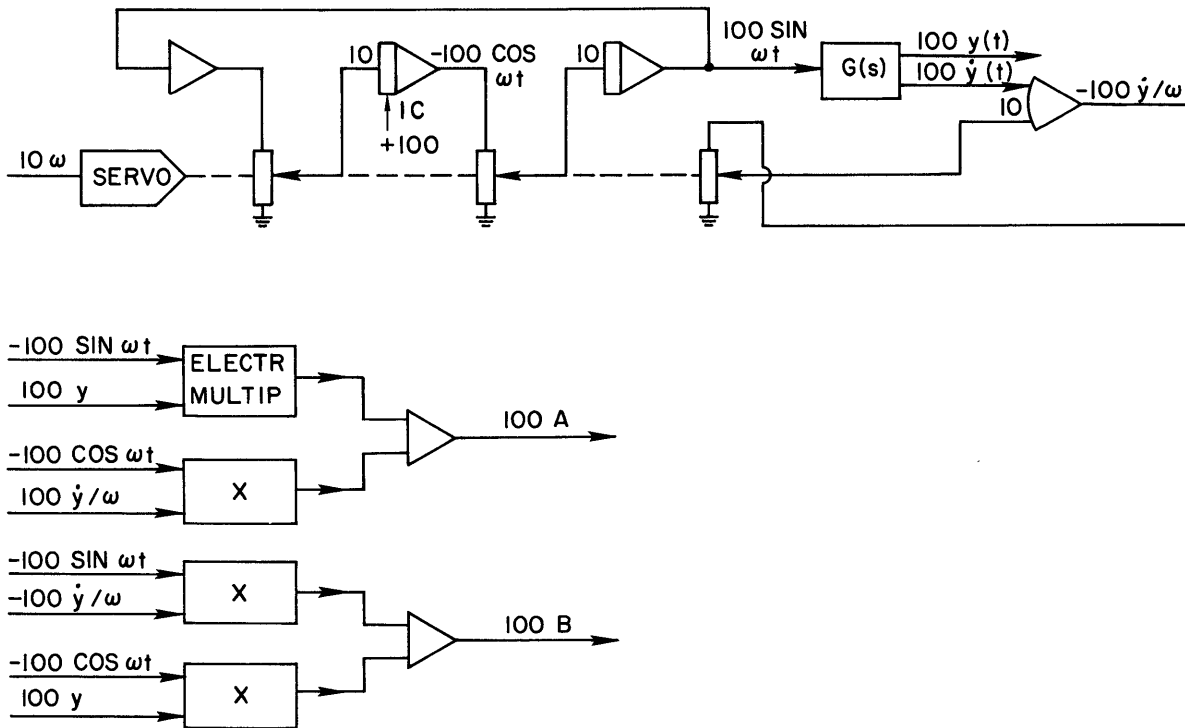 100 SIN
ωt
100 y(t)
100 ẏ(t)
G(s)
10
-100 COS
ωt
10
10
-100 ẏ/ω
IC
+100
10 ω
SERVO
-100 SIN ωt
ELECTR
MULTIP
100 y
100 A
-100 COS ωt
X
100 ẏ/ω
-100 SIN ωt
X
-100 ẏ/ω
100 B
-100 COS ωt
X
100 y